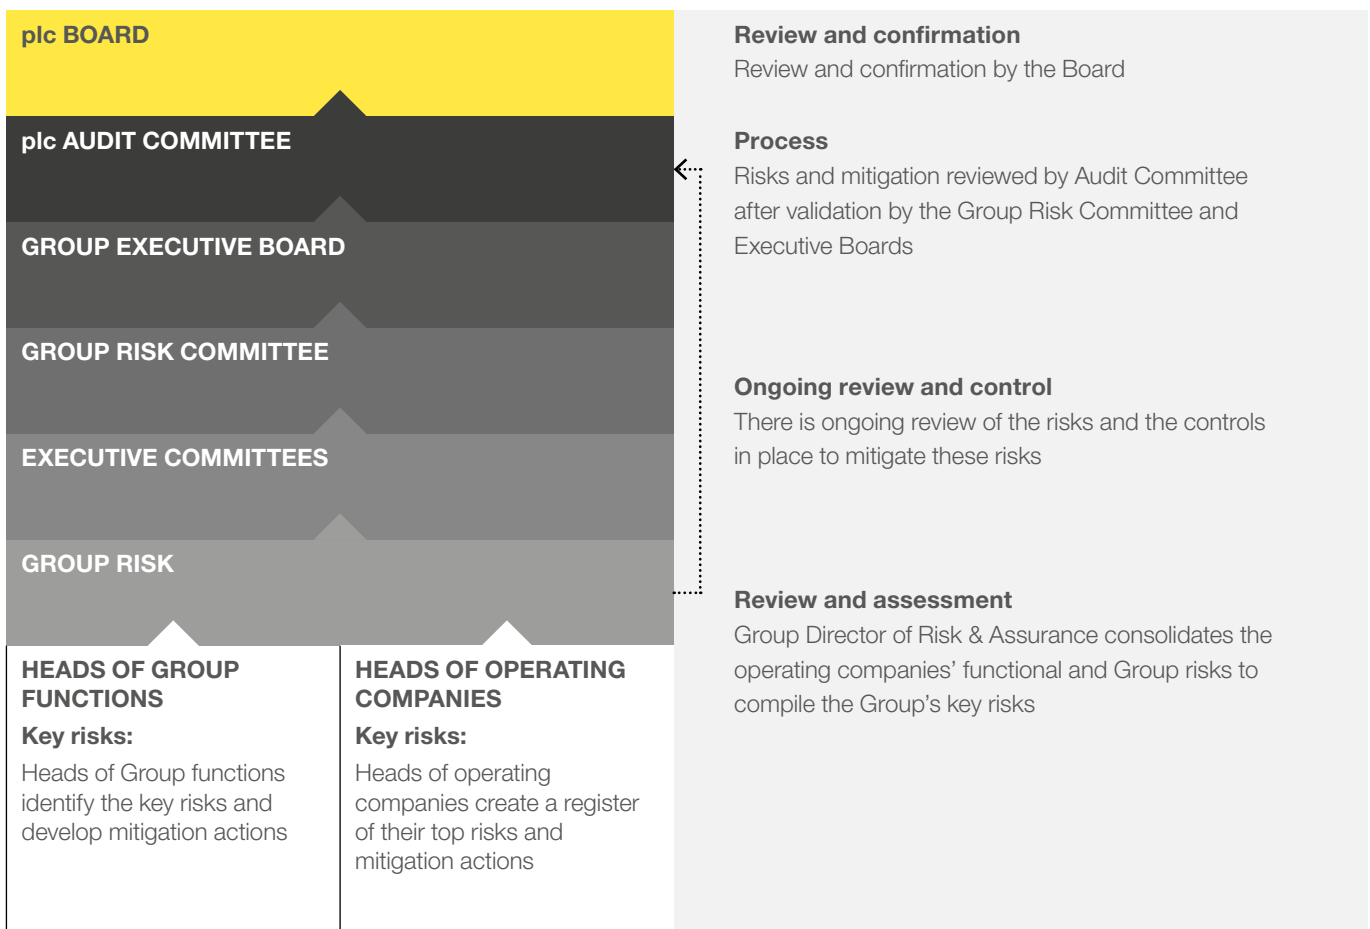 plc BOARD
Review and confirmation
Review and confirmation by the Board
plc AUDIT COMMITTEE
Process
Risks and mitigation reviewed by Audit Committee
after validation by the Group Risk Committee and
Executive Boards
GROUP EXECUTIVE BOARD
GROUP RISK COMMITTEE
Ongoing review and control
There is ongoing review of the risks and the controls
in place to mitigate these risks
EXECUTIVE COMMITTEES
GROUP RISK
Review and assessment
Group Director of Risk & Assurance consolidates the
operating companies’ functional and Group risks to
compile the Group’s key risks
HEADS OF GROUP
FUNCTIONS
Key risks:
Heads of Group functions
identify the key risks and
develop mitigation actions
HEADS OF OPERATING
COMPANIES
Key risks:
Heads of operating
companies create a register
of their top risks and
mitigation actions